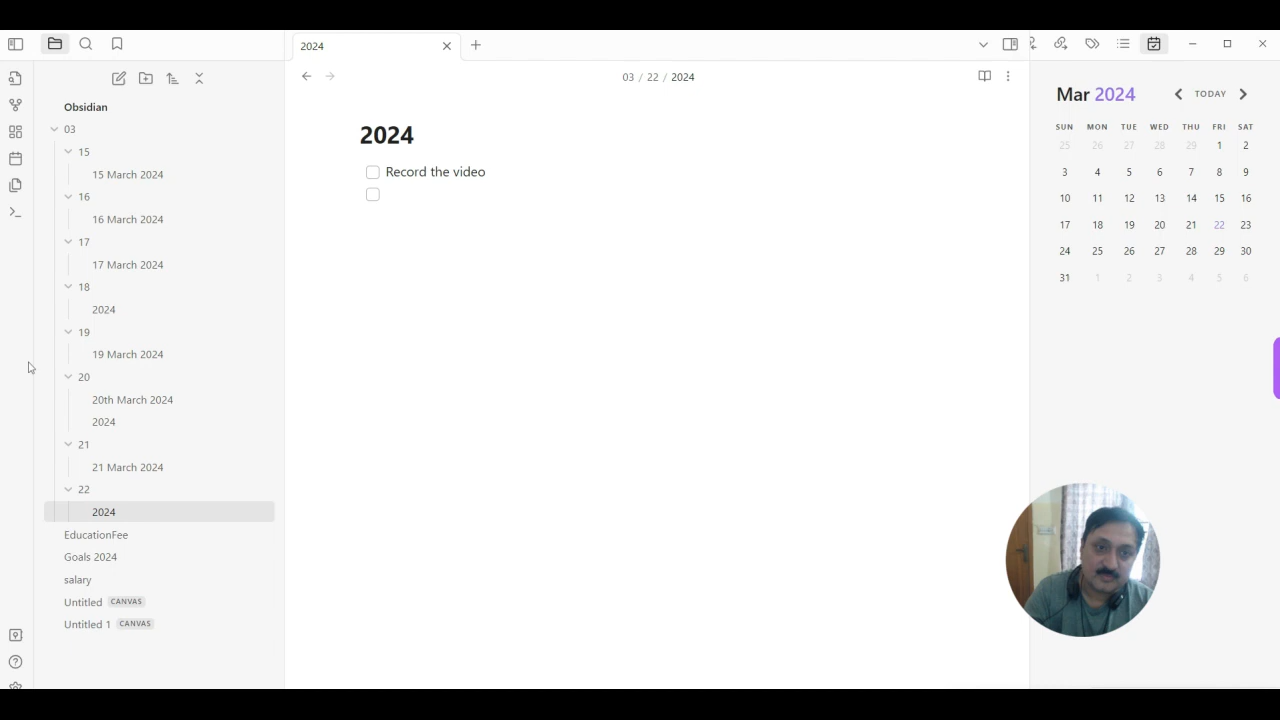 2024
03 / 22 / 2024
Obsidian
03
15
15 March 2024
16
16 March 2024
17
17 March 2024
18
2024
19
19 March 2024
20
20th March 2024
2024
21
21 March 2024
22
2024
EducationFee
Goals 2024
salary
Untitled CANVAS
Untitled 1 CANVAS
2024
Record the video
Mar 2024
TODAY
SUN MON TUE WED THU FRI SAT
25 26 27 28 29 1 2
3 4 5 6 7 8 9
10 11 12 13 14 15 16
17 18 19 20 21 22 23
24 25 26 27 28 29 30
31 1 2 3 4 5 6